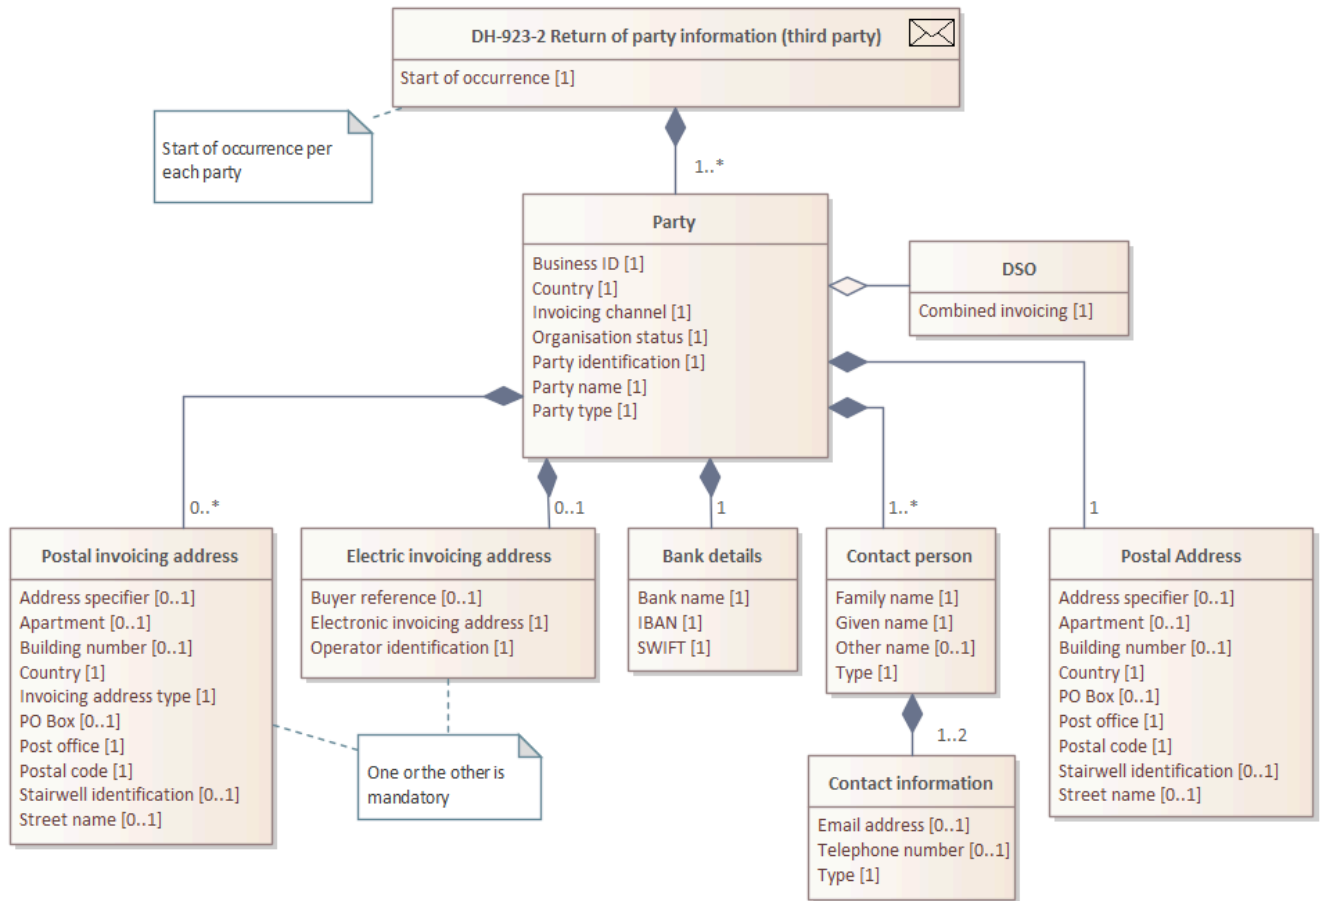 DH-923-2 Return of party information (third party)
Start of occurrence [1]
Start of occurrence per
each party
1..*
Party
Business ID [1]
Country [1]
Invoicing channel [1]
Organisation status [1]
Party identification [1]
Party name [1]
Party type [1]
DSO
Combined invoicing [1]
0..*
0..1
1
1..*
1
Postal invoicing address
Address specifier [0..1]
Apartment [0..1]
Building number [0..1]
Country [1]
Invoicing address type [1]
PO Box [0..1]
Post office [1]
Postal code [1]
Stairwell identification [0..1]
Street name [0..1]
Electric invoicing address
Buyer reference [0..1]
Electronic invoicing address [1]
Operator identification [1]
One or the other is
mandatory
Bank details
Bank name [1]
IBAN [1]
SWIFT [1]
Contact person
Family name [1]
Given name [1]
Other name [0..1]
Type [1]
1..2
Contact information
Email address [0..1]
Telephone number [0..1]
Type [1]
Postal Address
Address specifier [0..1]
Apartment [0..1]
Building number [0..1]
Country [1]
PO Box [0..1]
Post office [1]
Postal code [1]
Stairwell identification [0..1]
Street name [0..1]